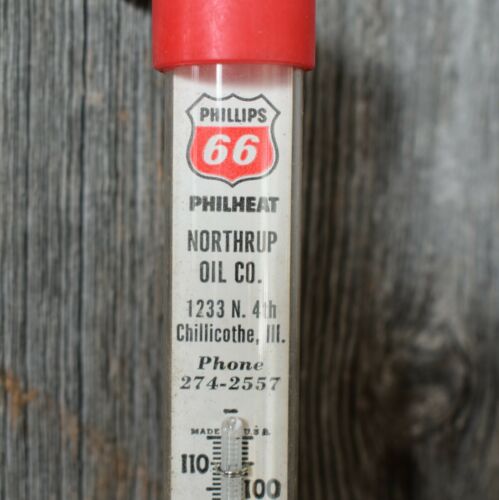 PHILLIPS
66
PHILHEAT
NORTHRUP
OIL CO.
1233 N. 4th
Chillicothe, Ill.
Phone
274-2557
MADE U.S.A.
110
100